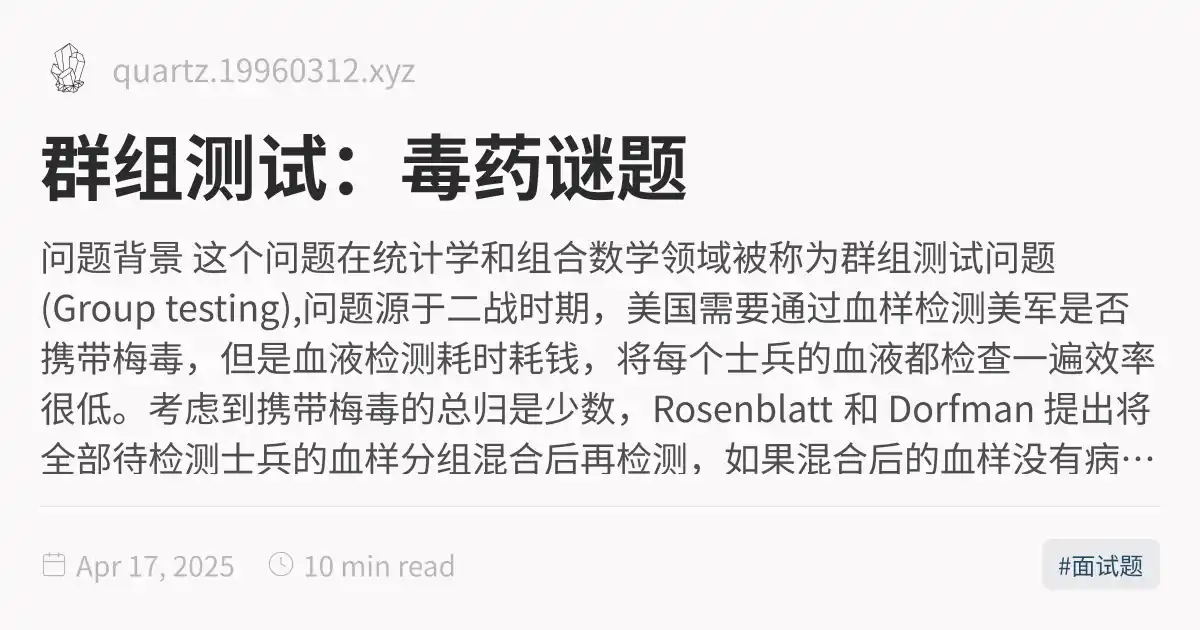 quartz.19960312.xyz
群组测试：毒药谜题
问题背景 这个问题在统计学和组合数学领域被称为群组测试问题
(Group testing),问题源于二战时期，美国需要通过血样检测美军是否
携带梅毒，但是血液检测耗时耗钱，将每个士兵的血液都检查一遍效率
很低。考虑到携带梅毒的总归是少数，Rosenblatt 和 Dorfman 提出将
全部待检测士兵的血样分组混合后再检测，如果混合后的血样没有病…
Apr 17, 2025 10 min read
#面试题